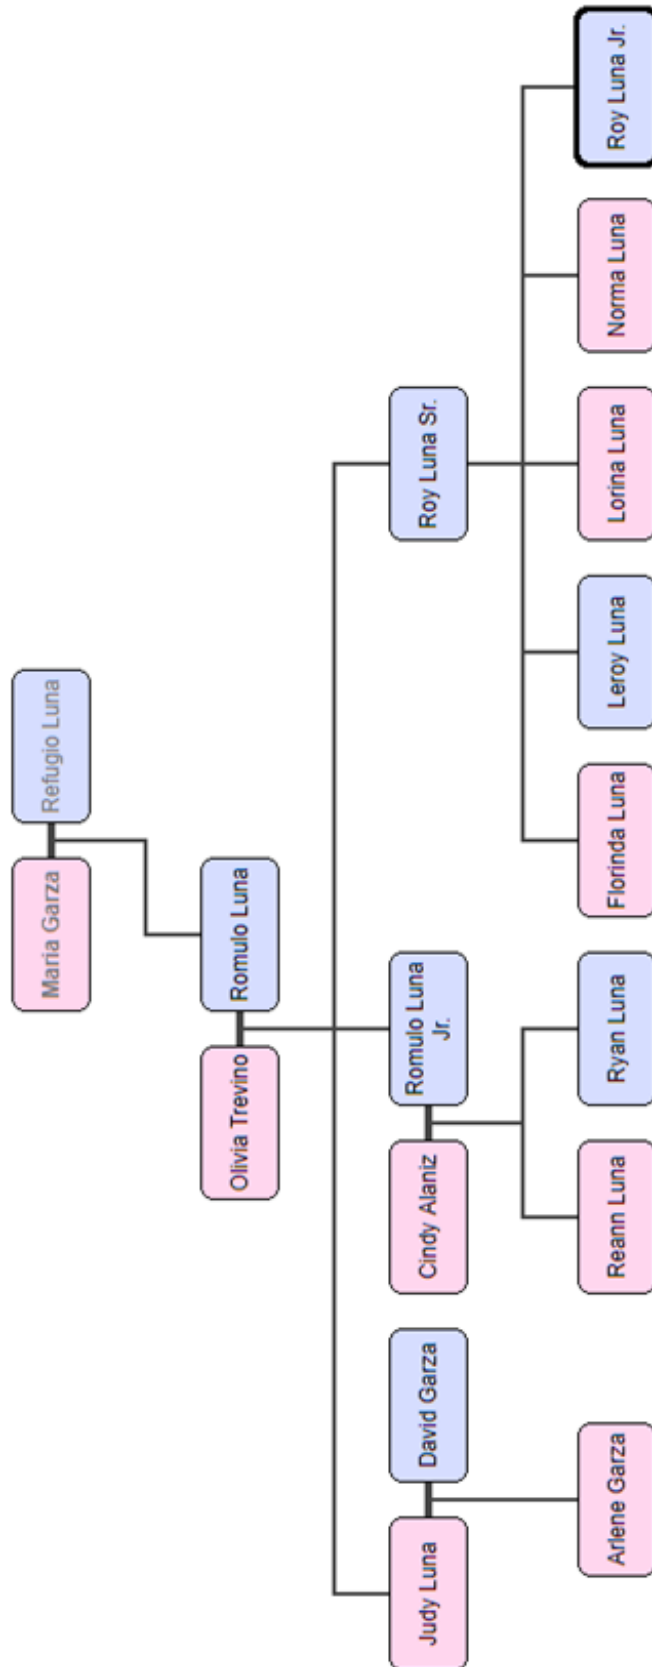 Maria Garza
Refugio Luna
Olivia Trevino
Romulo Luna
Judy Luna
David Garza
Cindy Alaniz
Romulo Luna
Jr.
Roy Luna Sr.
Arlene Garza
Reann Luna
Ryan Luna
Florinda Luna
Leroy Luna
Lorina Luna
Norma Luna
Roy Luna Jr.